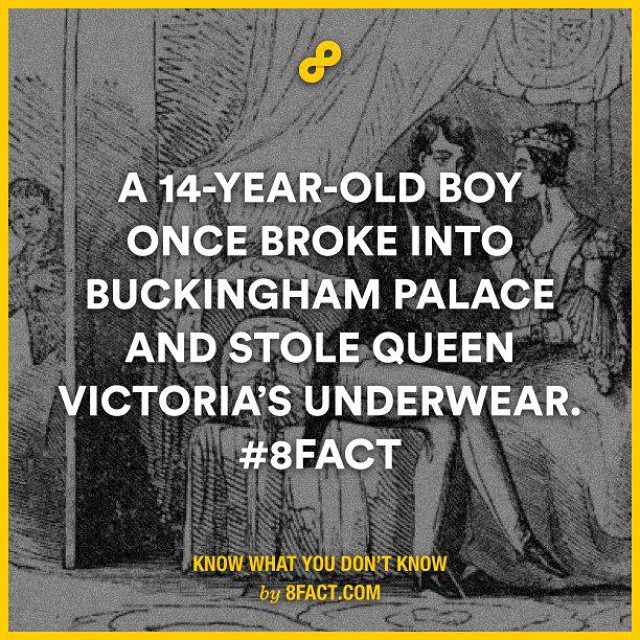 A 14-YEAR-OLD BOY
ONCE BROKE INTO
BUCKINGHAM PALACE
AND STOLE QUEEN
VICTORIA'S UNDERWEAR.
#8FACT
KNOW WHAT YOU DON'T KNOW
by 8FACT.COM